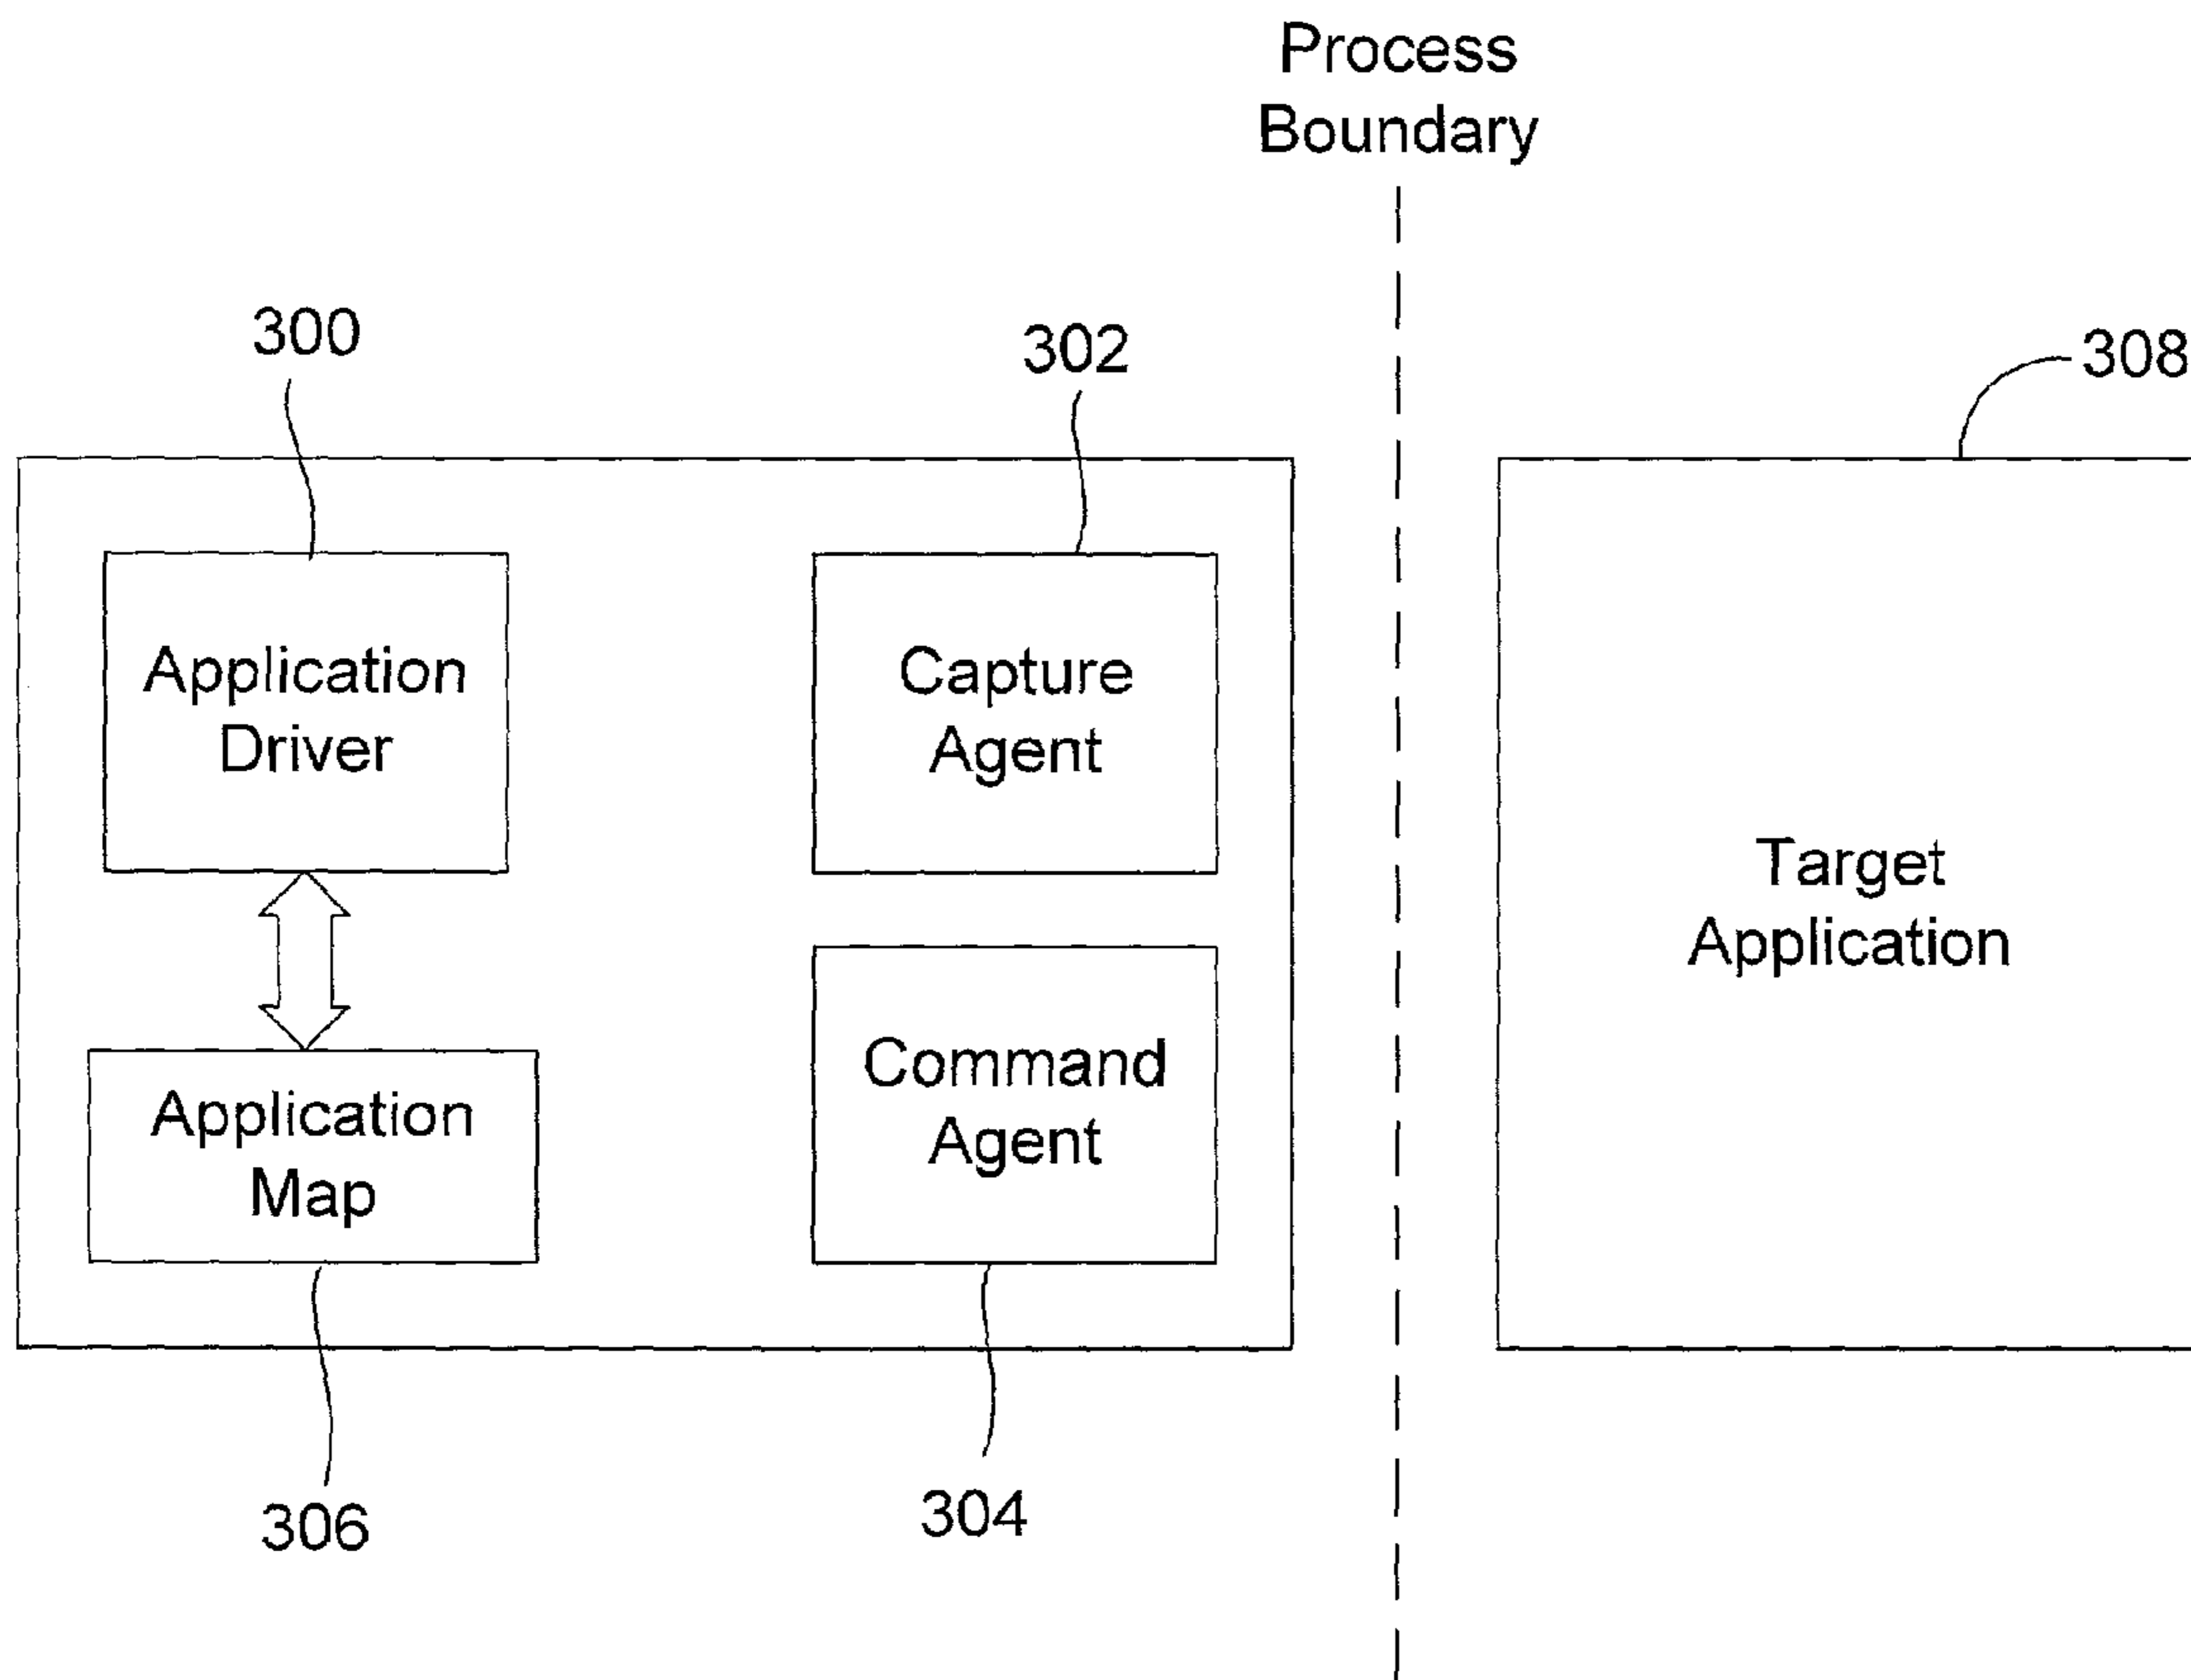 Process
Boundary
300
302
308
Application
Driver
Capture
Agent
Target
Application
Application
Map
Command
Agent
306
304